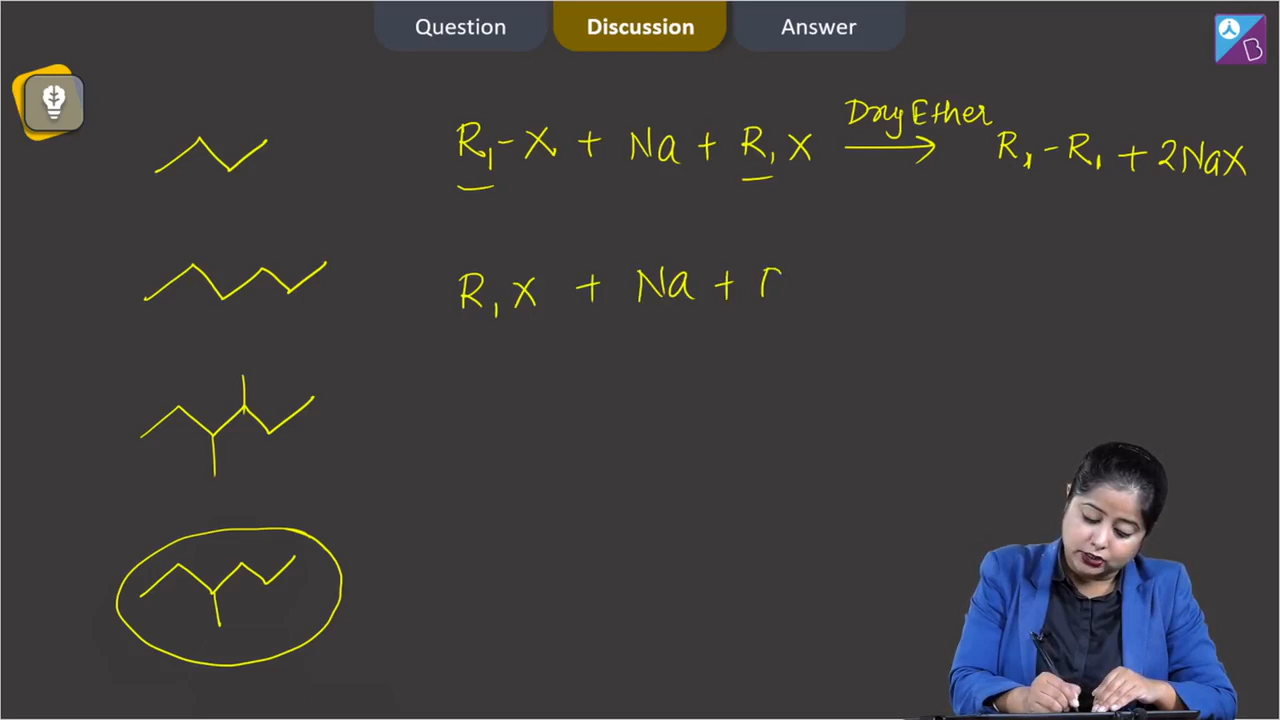 Question Discussion Answer
B
Dry Ether
R₁-X + Na + R₁X ⟶ R₁-R₁ + 2NaX
R₁X + Na +